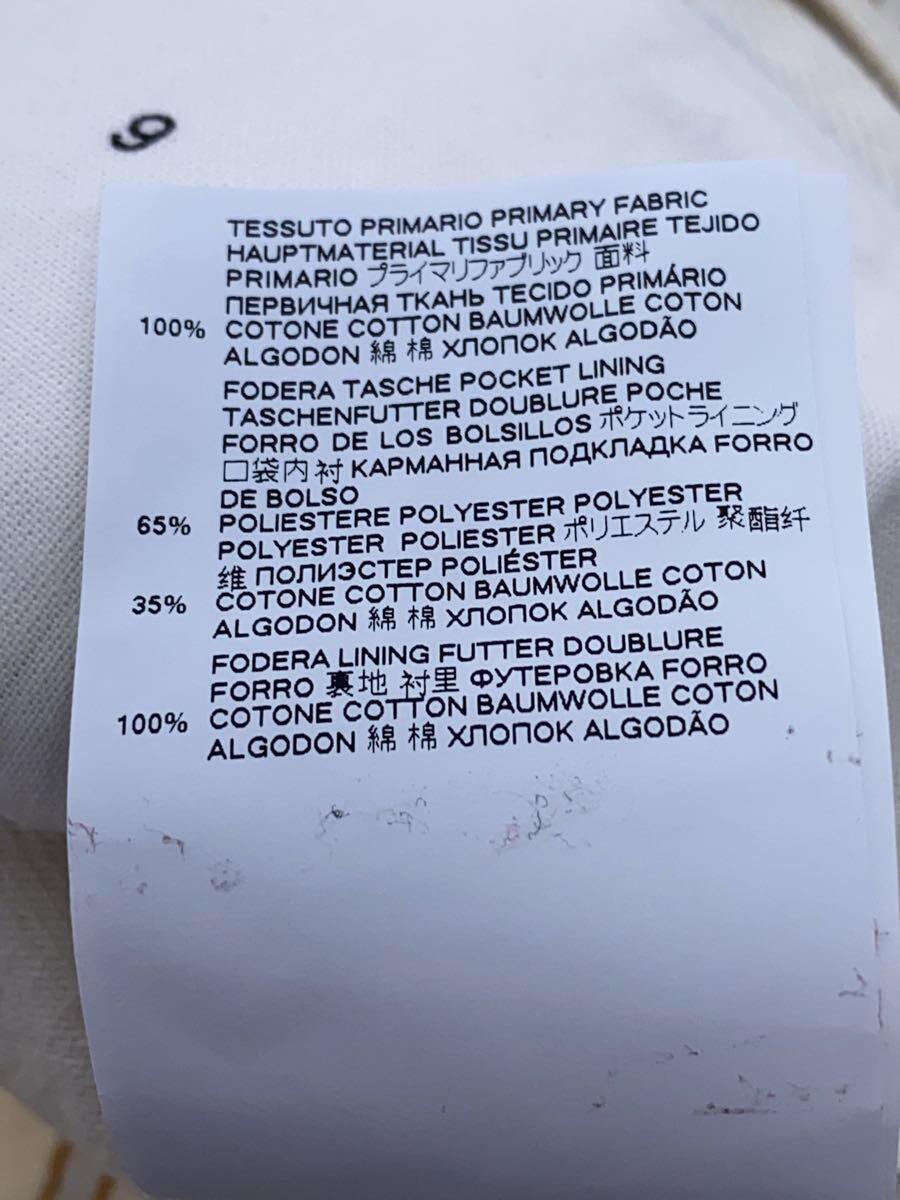 9
TESSUTO PRIMARIO PRIMARY FABRIC
HAUPTMATERIAL TISSU PRIMAIRE TEJIDO
PRIMARIO プライマリファブリック 面料
ПЕРВИЧНАЯ ТКАНЬ TECIDO PRIMÁRIO
100% COTONE COTTON BAUMWOLLE COTON
ALGODON 綿 棉 ХЛОПОК ALGODÃO
FODERA TASCHE POCKET LINING
TASCHENFUTTER DOUBLURE POCHE
FORRO DE LOS BOLSILLOS ポケットライニング
口袋内衬 КАРМАННАЯ ПОДКЛАДКА FORRO
DE BOLSO
65% POLIESTERE POLYESTER POLYESTER
POLYESTER POLIESTER ポリエステル 聚酯纤
维 ПОЛИЭСТЕР POLIÉSTER
35% COTONE COTTON BAUMWOLLE COTON
ALGODON 綿 棉 ХЛОПОК ALGODÃO
FODERA LINING FUTTER DOUBLURE
FORRO 裏地 衬里 ФУТЕРОВКА FORRO
100% COTONE COTTON BAUMWOLLE COTON
ALGODON 綿 棉 ХЛОПОК ALGODÃO